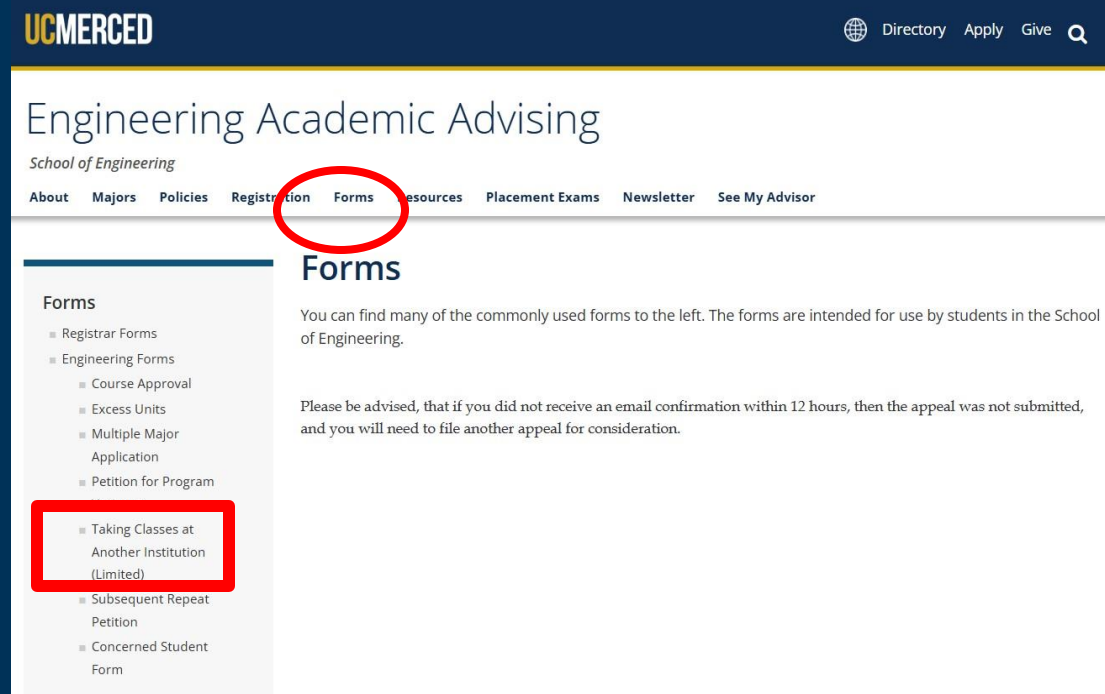 UCMERCED
Directory Apply Give
Engineering Academic Advising
School of Engineering
About Majors Policies Registration Forms Resources Placement Exams Newsletter See My Advisor
Forms
Registrar Forms
Engineering Forms
Course Approval
Excess Units
Multiple Major
Application
Petition for Program
Taking Classes at
Another Institution
(Limited)
Subsequent Repeat
Petition
Concerned Student
Form
Forms
You can find many of the commonly used forms to the left. The forms are intended for use by students in the School
of Engineering.
Please be advised, that if you did not receive an email confirmation within 12 hours, then the appeal was not submitted,
and you will need to file another appeal for consideration.